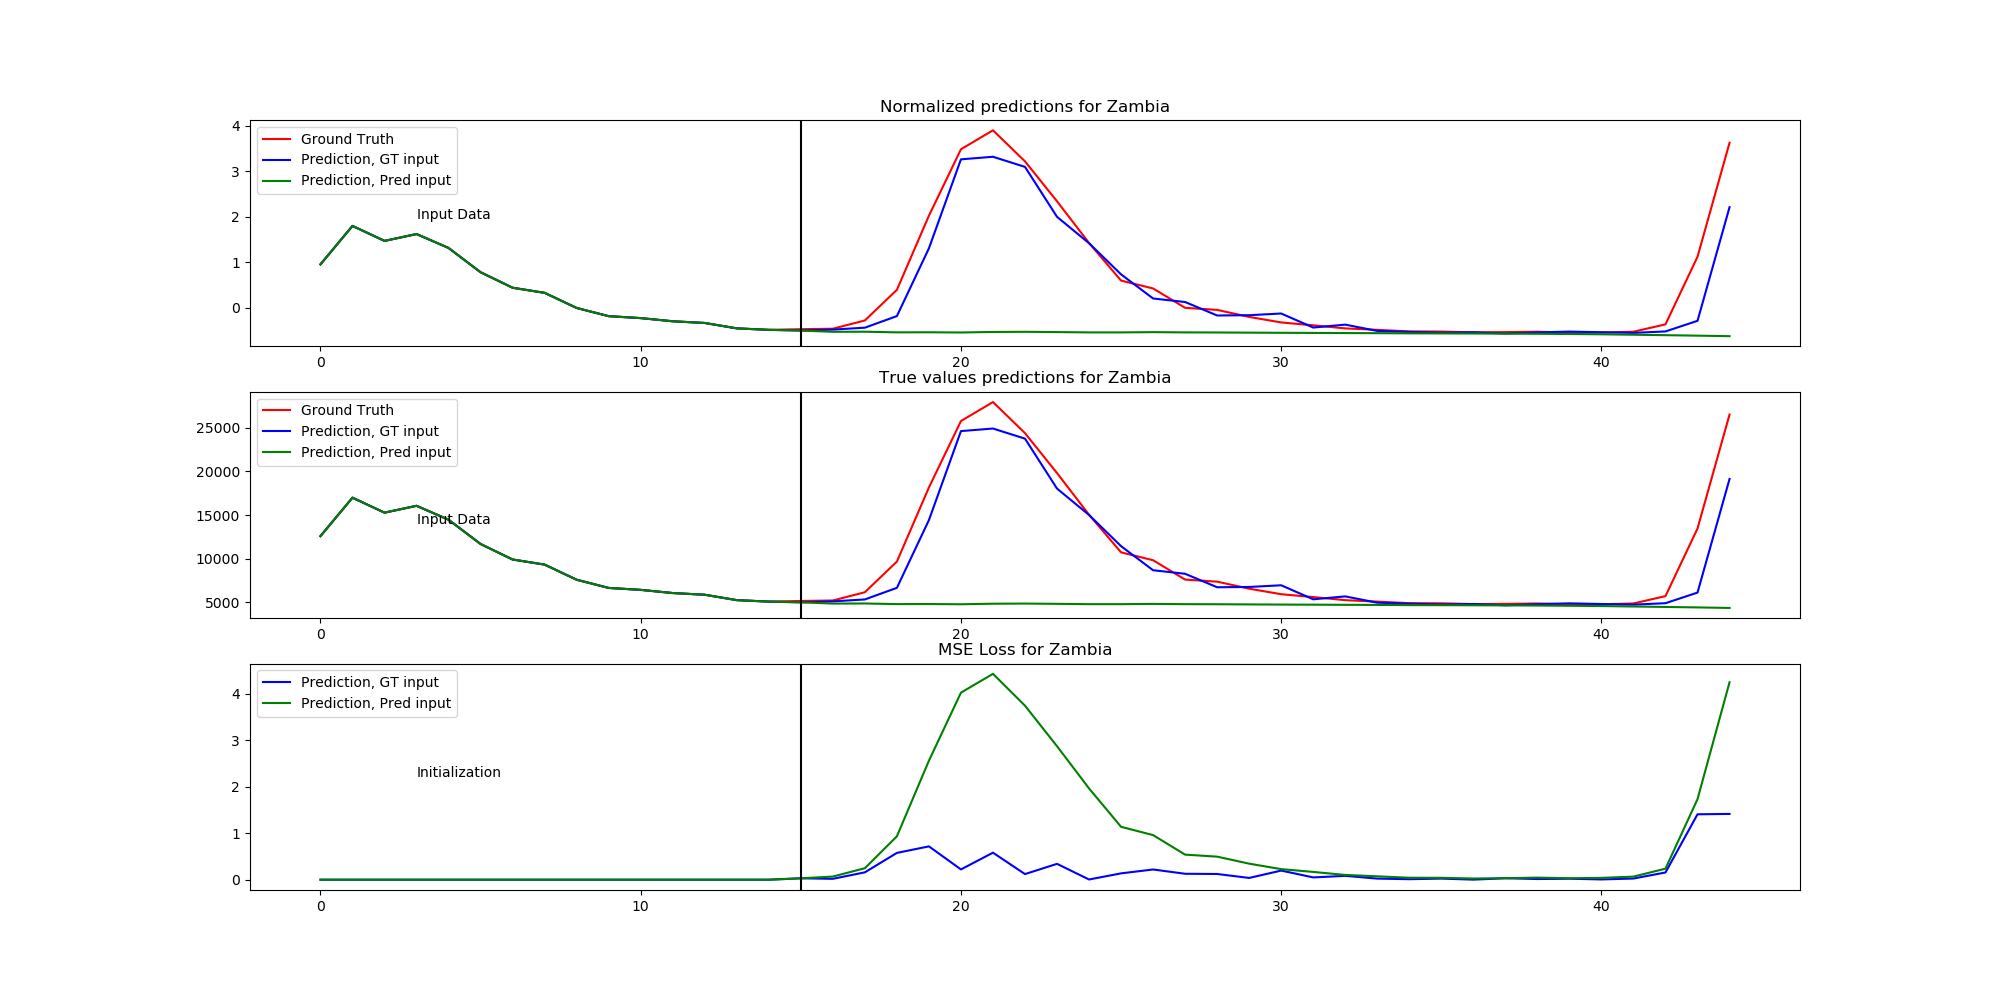 Normalized predictions for Zambia
4
3
2
1
0
Ground Truth
Prediction, GT input
Prediction, Pred input
Input Data
0 10 20 30 40
True values predictions for Zambia
25000
20000
15000
10000
5000
Ground Truth
Prediction, GT input
Prediction, Pred input
Input Data
0 10 20 30 40
MSE Loss for Zambia
4
3
2
1
0
Prediction, GT input
Prediction, Pred input
Initialization
0 10 20 30 40